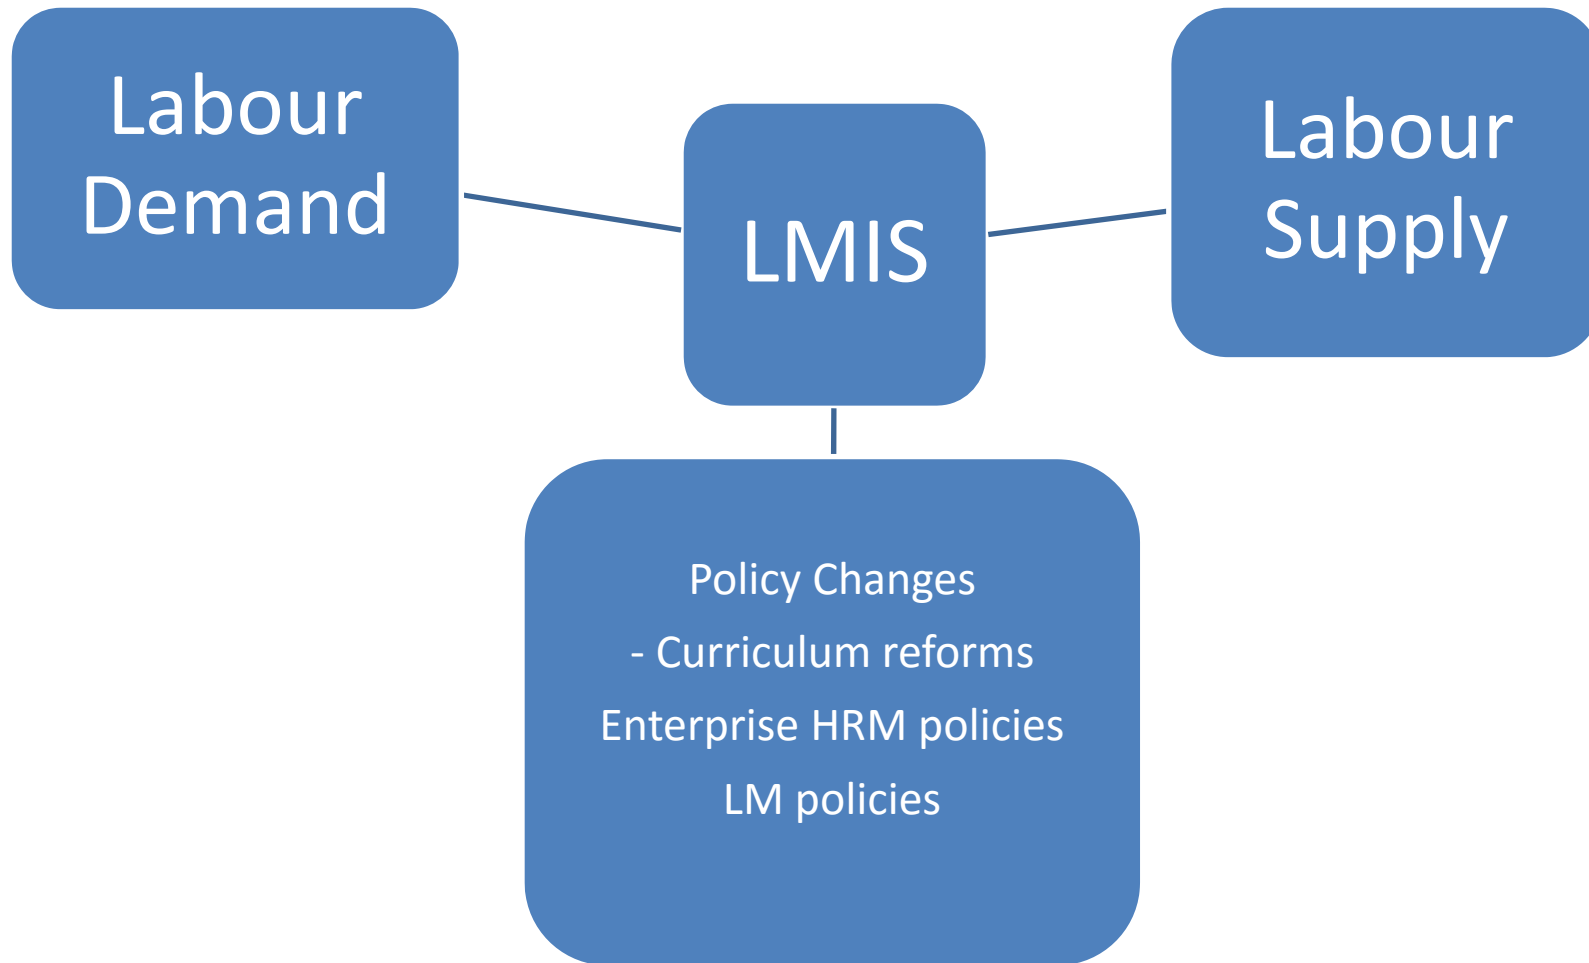 Labour
Demand
LMIS
Labour
Supply
Policy Changes
- Curriculum reforms
Enterprise HRM policies
LM policies